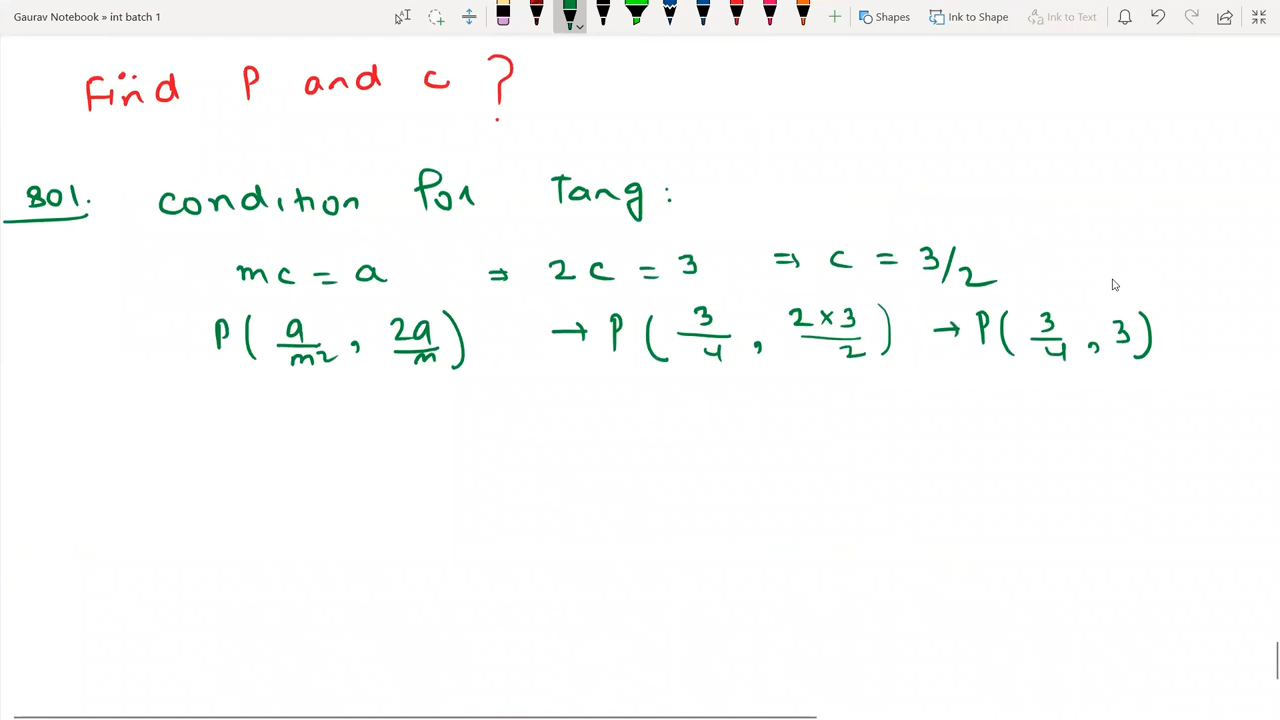 Gaurav Notebook » int batch 1
Shapes Ink to Shape Ink to Text
Find P and c ?
Sol. condition for Tang :
mc = a ⇒ 2c = 3 ⇒ c = 3/2
P( a/m2 , 2a/m ) → P( 3/4 , 2×3/2 ) → P( 3/4 , 3 )